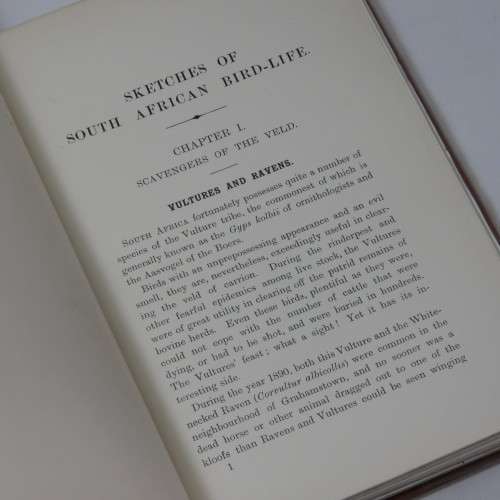 SKETCHES OF
SOUTH AFRICAN BIRD-LIFE.
CHAPTER I.
SCAVENGERS OF THE VELD.
VULTURES AND RAVENS.
SOUTH AFRICA fortunately possesses quite a number of
species of the Vulture tribe, the commonest of which is
generally known as the Gyps kolbii of ornithologists and
the Aasvogel of the Boers.
Birds with an unprepossessing appearance and an evil
smell, they are, nevertheless, exceedingly useful in clear-
ing the veld of carrion. During the rinderpest and
other fearful epidemics among live stock, the Vultures
were of great utility in clearing off the putrid remains of
bovine herds. Even these birds, plentiful as they were,
could not cope with the number of cattle that were
dying, or had to be shot, and were buried in hundreds.
The Vultures' feast; what a sight! Yet it has its in-
teresting side.
During the year 1890, both this Vulture and the White-
necked Raven (Corvultur albicollis) were common in the
neighbourhood of Grahamstown, and no sooner was a
dead horse or other animal dragged out to one of the
kloofs than Ravens and Vultures could be seen winging
1